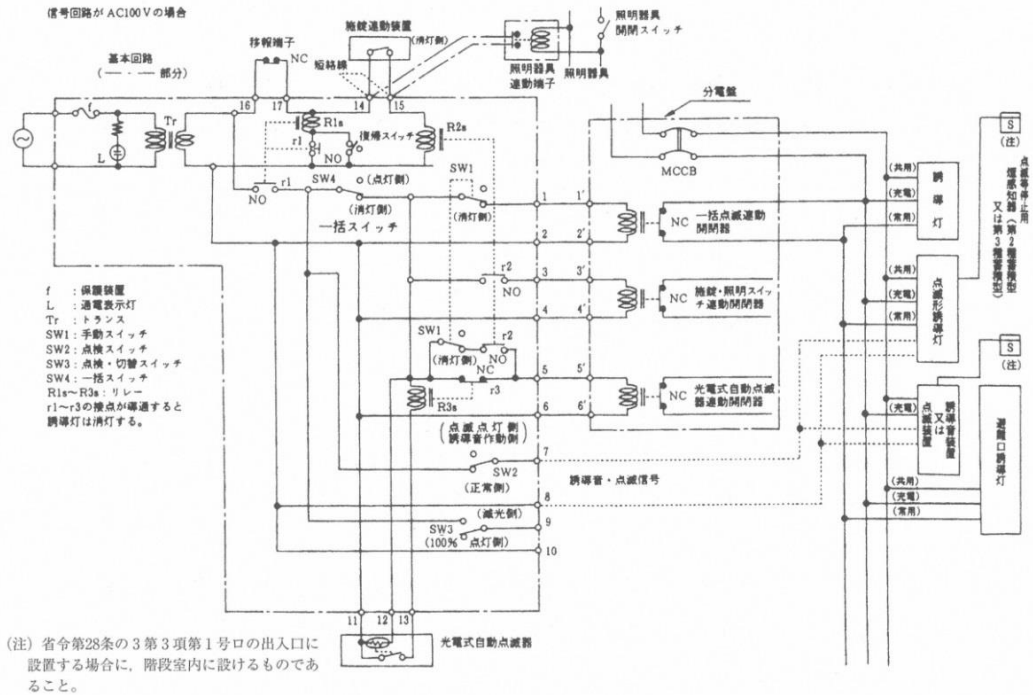 信号回路が AC100Vの場合
施錠連動装置
(消灯側)
照明器具
開閉スイッチ
移報端子
NC
短絡線
基本回路
(—・—部分)
照明器具
連動端子
照明器具
分電盤
16
17
14
15
f
Tr
L
R1s
r1
復帰スイッチ
NO
R2s
MCCB
S
(注)
点滅等停止用
煙感知器(第2種蓄積型
又は第3種蓄積型)
NO
r1
SW4
(点灯側)
(消灯側)
一括スイッチ
SW1
(消灯側)
1
1'
2
2'
NC
一括点滅連動
開閉器
(共用)
(充電)
(常用)
誘導灯
r2
NO
3
3'
4
4'
NC
施錠・照明スイッ
チ連動開閉器
(共用)
(充電)
(常用)
点滅形誘導灯
f : 保護装置
L : 通電表示灯
Tr : トランス
SW1：手動スイッチ
SW2：点検スイッチ
SW3：点検・切替スイッチ
SW4：一括スイッチ
R1s～R3s：リレー
r1～r3の接点が導通すると
誘導灯は消灯する。
SW1
(消灯側)
r2
NO
NC
r3
R3s
5
5'
6
6'
NC
光電式自動点滅
器連動開閉器
S
(注)
(共用)
(充電)
誘導音装置
又は
点滅装置
(点滅点灯側
誘導音作動側)
7
SW2
(正常側)
誘導音・点滅信号
8
(減光側)
9
SW3
(100% 点灯側)
10
(共用)
(充電)
(常用)
避難口誘導灯
11
12
13
光電式自動点滅器
(注) 省令第28条の3第3項第1号ロの出入口に
設置する場合に，階段室内に設けるものであ
ること。